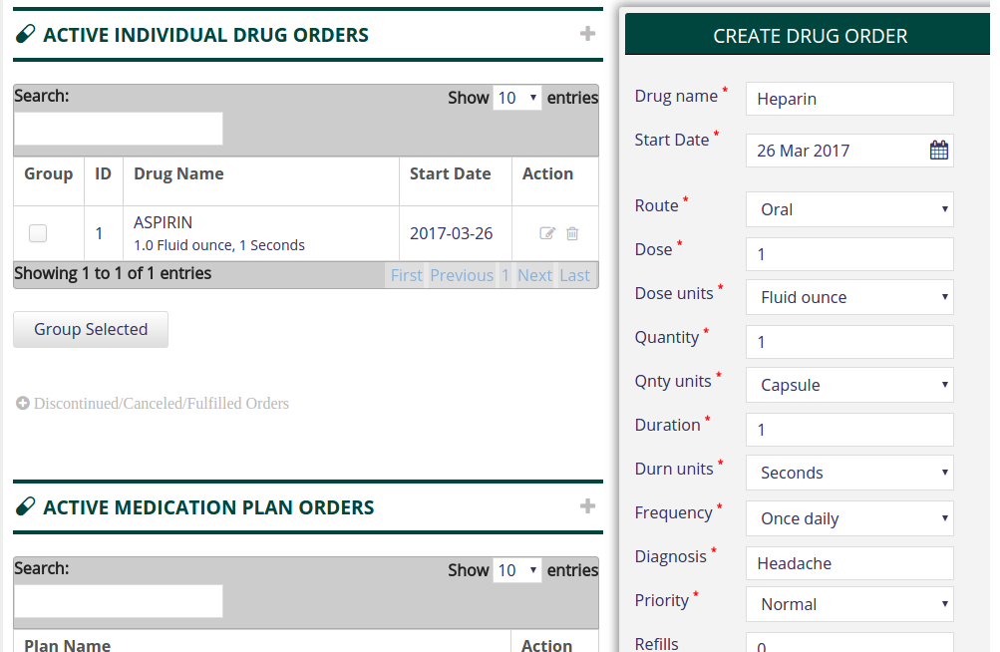 ACTIVE INDIVIDUAL DRUG ORDERS
Search:
Show 10 entries
Group ID Drug Name Start Date Action
1 ASPIRIN 2017-03-26
1.0 Fluid ounce, 1 Seconds
Showing 1 to 1 of 1 entries
First Previous 1 Next Last
Group Selected
Discontinued/Canceled/Fulfilled Orders
ACTIVE MEDICATION PLAN ORDERS
Search:
Show 10 entries
Plan Name Action
CREATE DRUG ORDER
Drug name * Heparin
Start Date * 26 Mar 2017
Route * Oral
Dose * 1
Dose units * Fluid ounce
Quantity * 1
Qnty units * Capsule
Duration * 1
Durn units * Seconds
Frequency * Once daily
Diagnosis * Headache
Priority * Normal
Refills 0